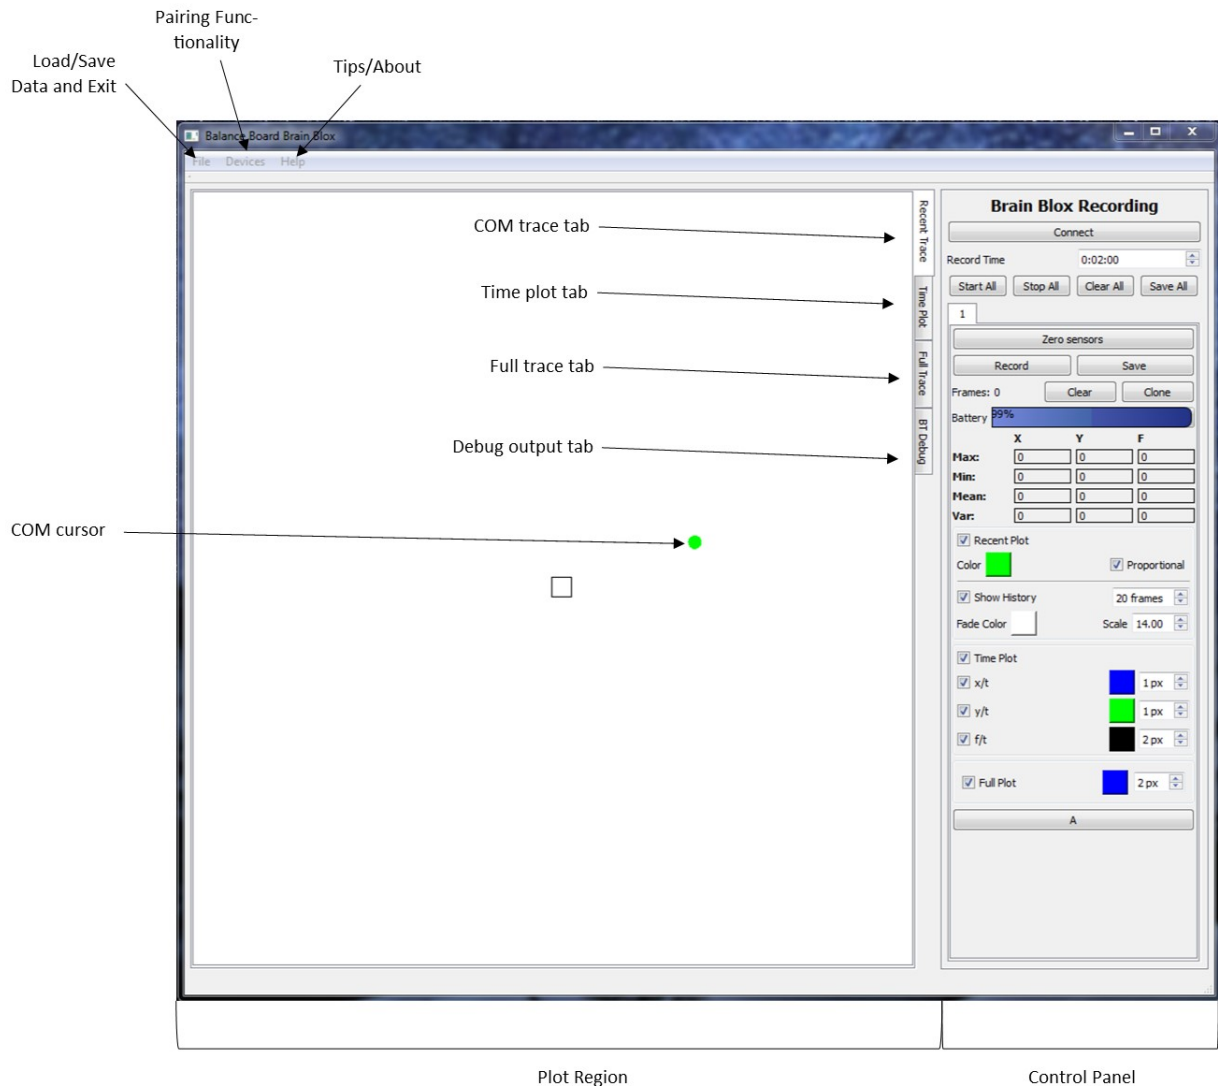 Pairing Func-
tionality
Load/Save
Data and Exit
Tips/About
Balance Board Brain Blox
File Devices Help
COM trace tab
Time plot tab
Full trace tab
Debug output tab
COM cursor
Recent Trace
Time Plot
Full Trace
BT Debug
Brain Blox Recording
Connect
Record Time 0:02:00
Start All Stop All Clear All Save All
1
Zero sensors
Record Save
Frames: 0 Clear Clone
Battery 99%
X Y F
Max: 0 0 0
Min: 0 0 0
Mean: 0 0 0
Var: 0 0 0
Recent Plot
Color Proportional
Show History 20 frames
Fade Color Scale 14.00
Time Plot
x/t 1 px
y/t 1 px
f/t 2 px
Full Plot 2 px
A
Plot Region Control Panel